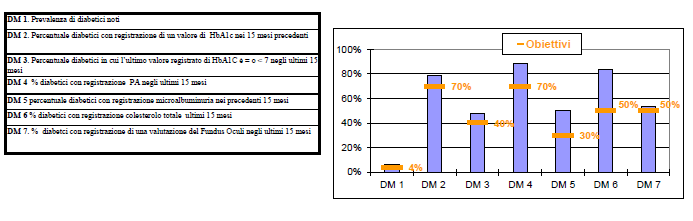 DM 1. Prevalenza di diabetici noti
DM 2. Percentuale diabetici con registrazione di un valore di HbA1c nei 15 mesi precedenti
DM 3. Percentuale diabetici in cui l'ultimo valore registrato di HbA1C è = o < 7 negli ultimi 15
mesi
DM 4 % diabetici con registrazione PA negli ultimi 15 mesi
DM 5 percentuale diabetici con registrazione microalbuminuria nei precedenti 15 mesi
DM 6 % diabetici con registrazione colesterolo totale ultimi 15 mesi
DM 7. % diabetci con registrazione di una valutazione del Fundus Oculi negli ultimi 15 mesi
Obiettivi
100%
80%
60%
40%
20%
0%
4%
70%
40%
70%
30%
50%
50%
DM 1 DM 2 DM 3 DM 4 DM 5 DM 6 DM 7